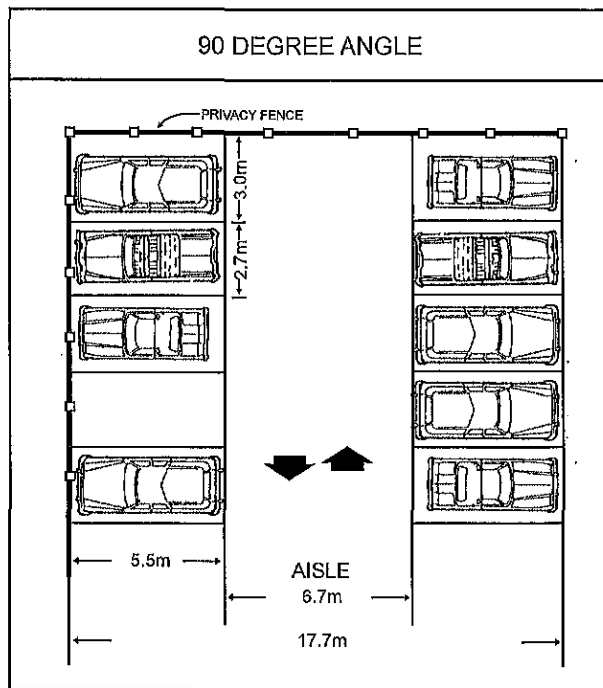 90 DEGREE ANGLE
PRIVACY FENCE
3.0m
2.7m
5.5m
AISLE
6.7m
17.7m